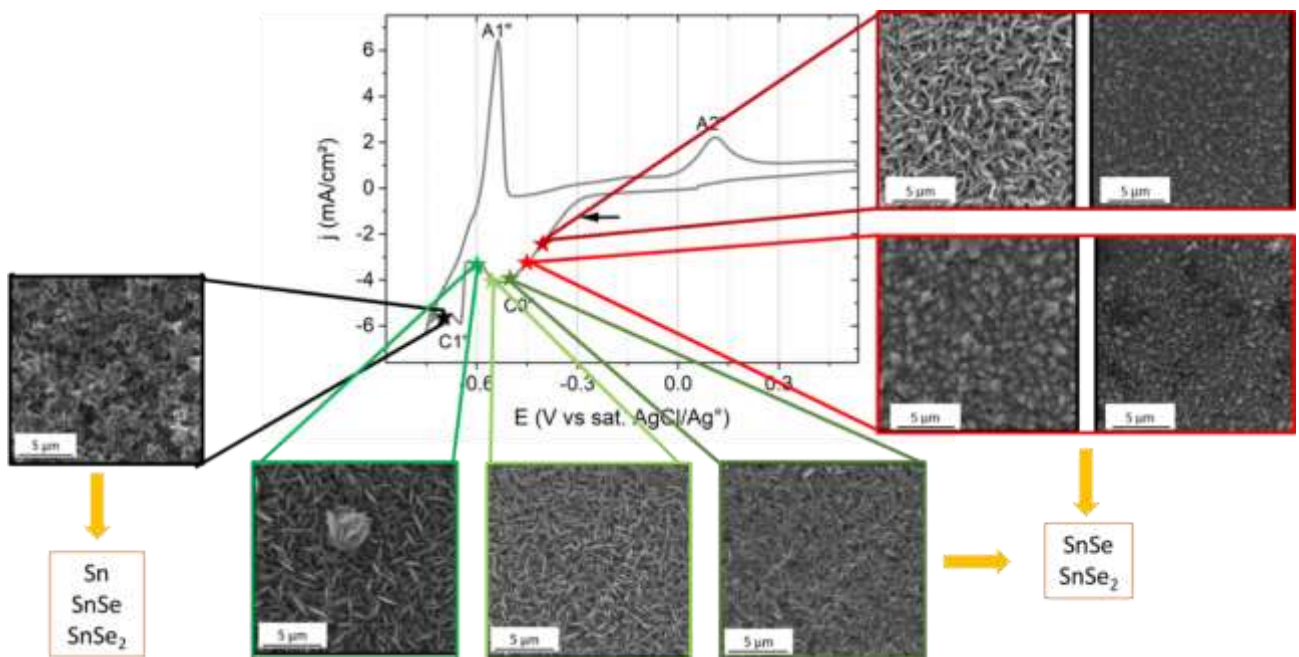 A1"
A2"
6
4
2
0
-2
-4
-6
j (mA/cm²)
C1"
C3"
-0.6
-0.3
0.0
0.3
E (V vs sat. AgCl/Ag°)
5 µm
5 µm
5 µm
5 µm
5 µm
5 µm
5 µm
5 µm
Sn
SnSe
SnSe₂
SnSe
SnSe₂